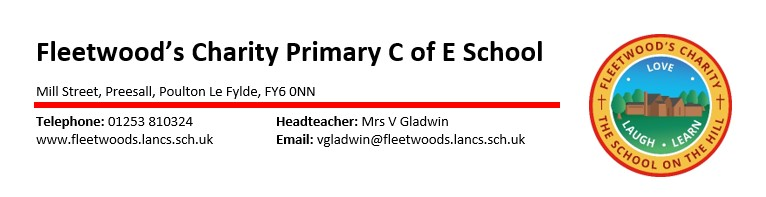 Fleetwood’s Charity Primary C of E School
Mill Street, Preesall, Poulton Le Fylde, FY6 0NN
Telephone: 01253 810324
Headteacher: Mrs V Gladwin
www.fleetwoods.lancs.sch.uk
Email: vgladwin@fleetwoods.lancs.sch.uk
FLEETWOOD'S CHARITY
LOVE
LAUGH • LEARN
THE SCHOOL ON THE HILL